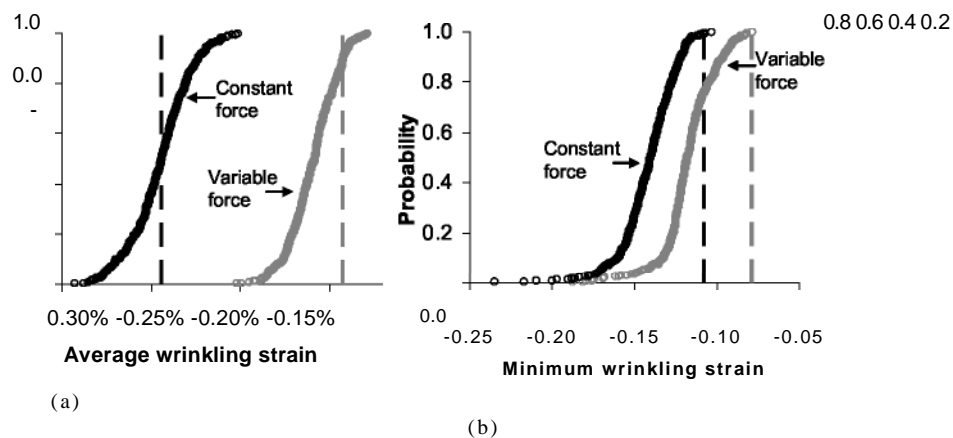 1.0
0.0
-
Constant
force
Variable
force
0.30% -0.25% -0.20% -0.15%
Average wrinkling strain
(a)
0.8 0.6 0.4 0.2
1.0
0.8
0.6
0.4
0.2
0.0
Probability
Variable
force
Constant
force
-0.25 -0.20 -0.15 -0.10 -0.05
Minimum wrinkling strain
(b)